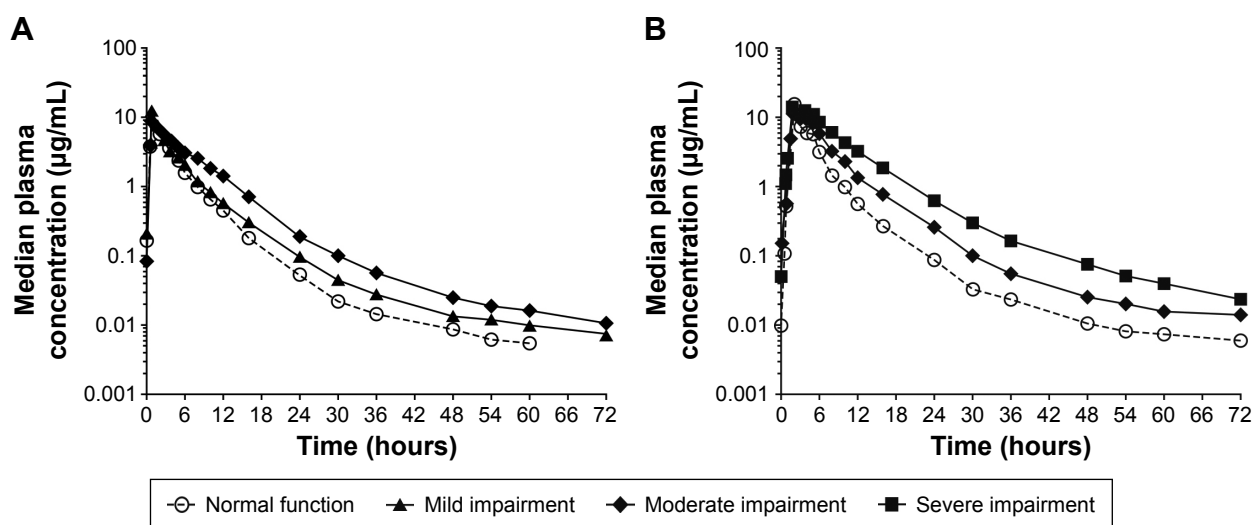 A
Median plasma
concentration (µg/mL)
100
10
1
0.1
0.01
0.001
0 6 12 18 24 30 36 42 48 54 60 66 72
Time (hours)
B
Median plasma
concentration (µg/mL)
100
10
1
0.1
0.01
0.001
0 6 12 18 24 30 36 42 48 54 60 66 72
Time (hours)
Normal function Mild impairment Moderate impairment Severe impairment